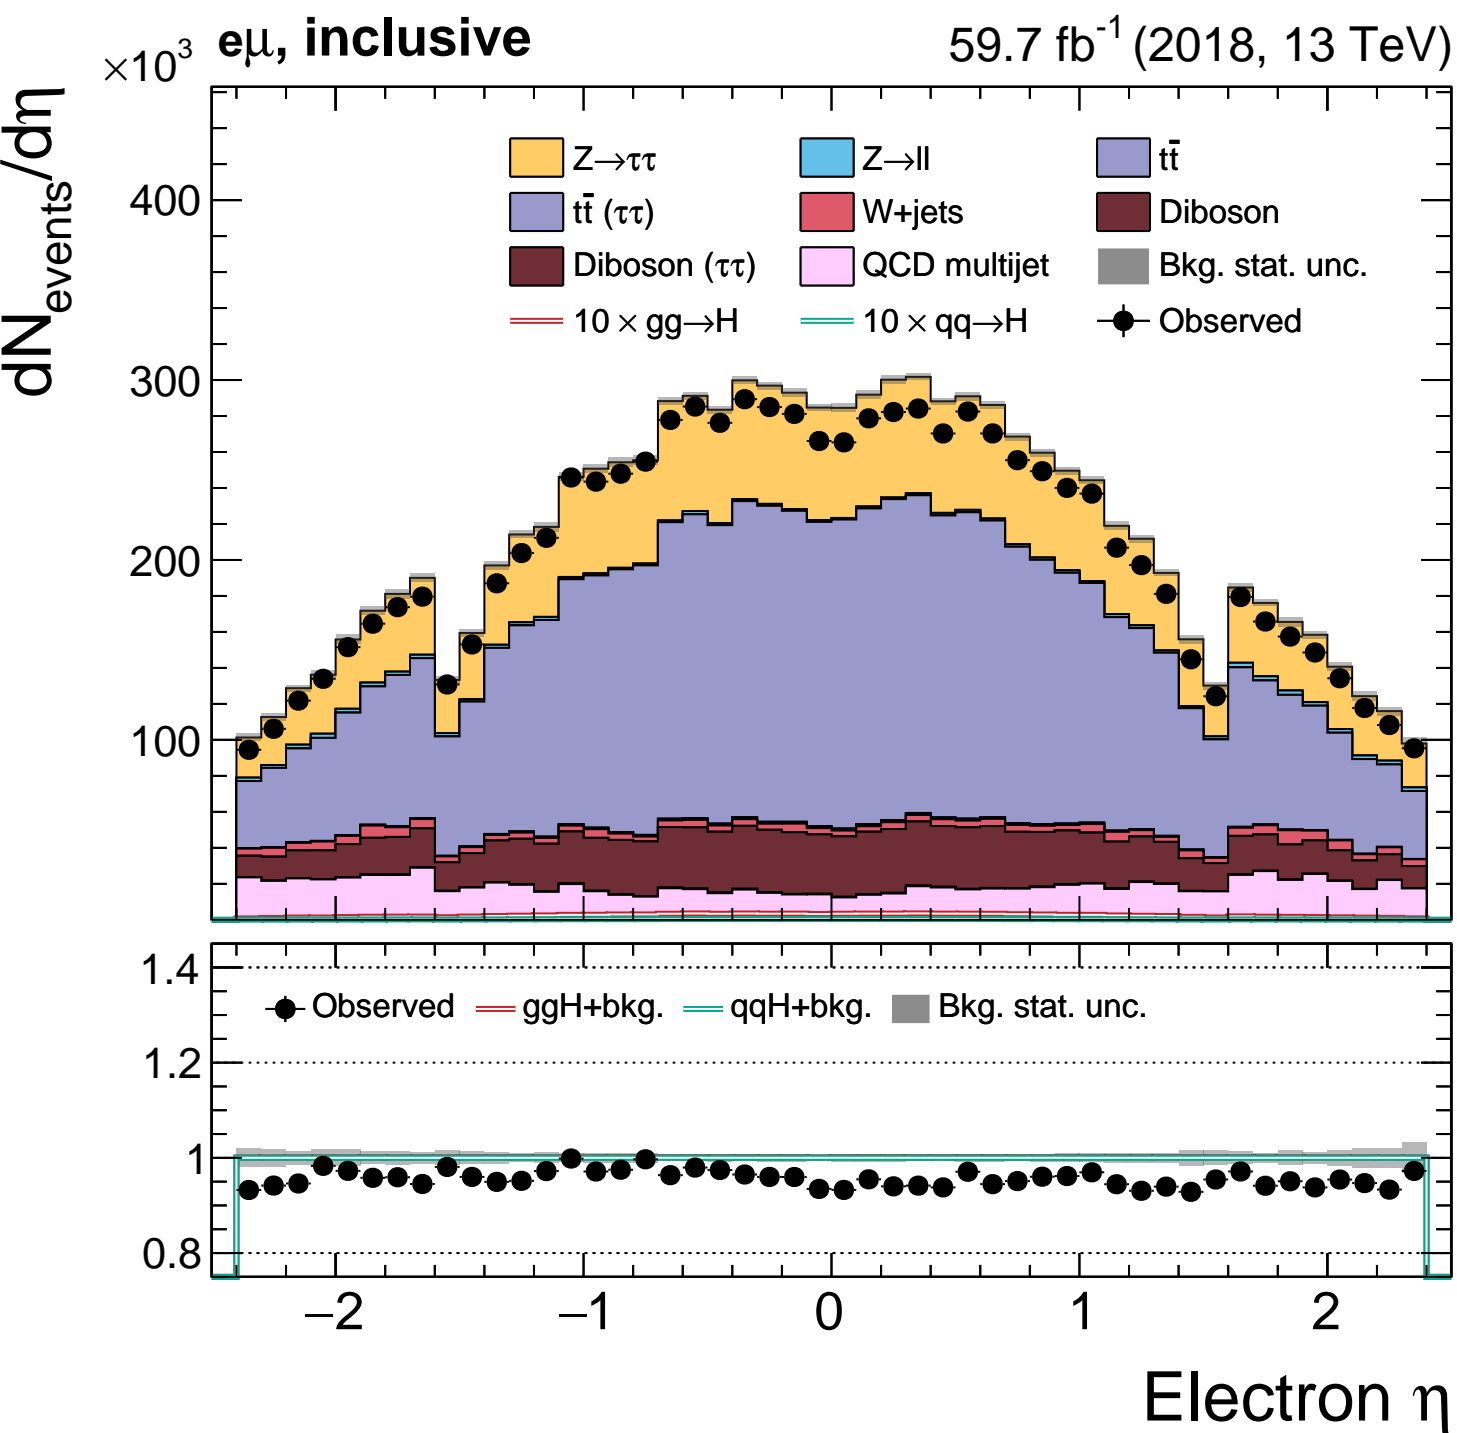 ×10³ eμ, inclusive 59.7 fb⁻¹ (2018, 13 TeV)
dN_events/dη
Z→ττ Z→ll tt̄
tt̄ (ττ) W+jets Diboson
Diboson (ττ) QCD multijet Bkg. stat. unc.
10 × gg→H 10 × qq→H Observed
400
300
200
100
1.4
Observed ggH+bkg. qqH+bkg. Bkg. stat. unc.
1.2
1
0.8
−2 −1 0 1 2
Electron η